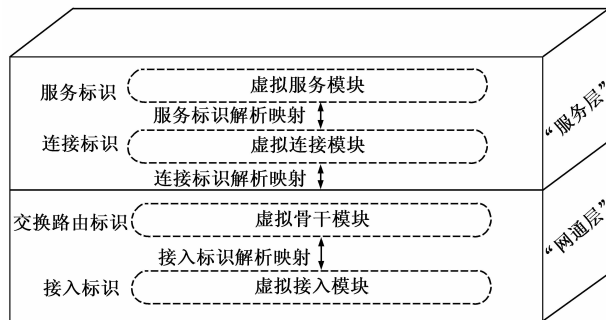 虚拟服务模块
服务标识
服务标识解析映射
连接标识
虚拟连接模块
连接标识解析映射
“服务层”
交换路由标识
虚拟骨干模块
接入标识解析映射
接入标识
虚拟接入模块
“网通层”